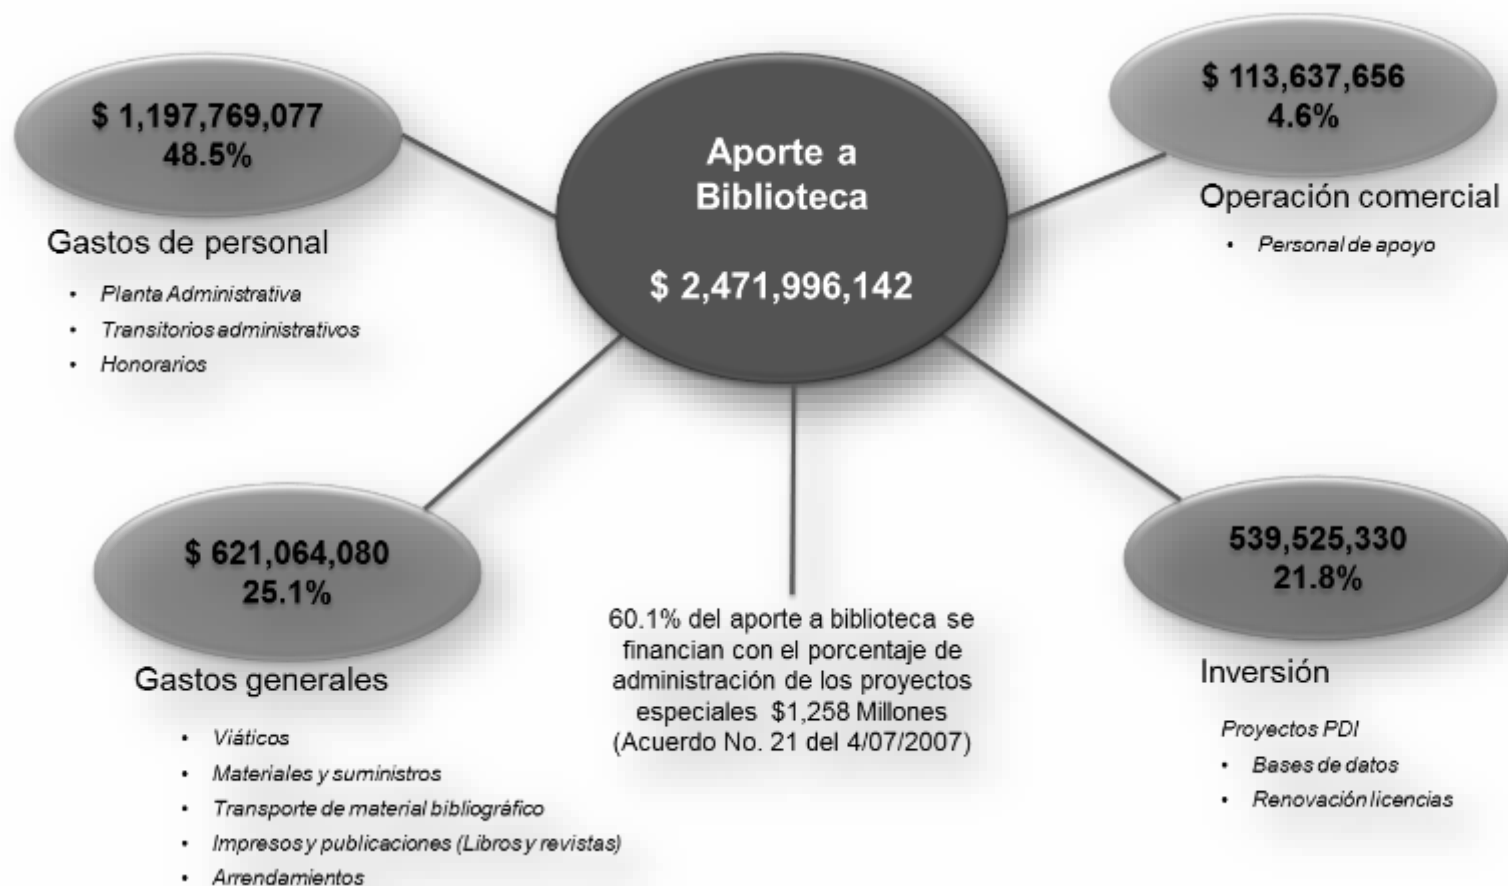 $ 1,197,769,077
48.5%
Gastos de personal
• Planta Administrativa
• Transitorios administrativos
• Honorarios
Aporte a
Biblioteca
$ 2,471,996,142
$ 113,637,656
4.6%
Operación comercial
• Personal de apoyo
$ 621,064,080
25.1%
Gastos generales
• Viáticos
• Materiales y suministros
• Transporte de material bibliográfico
• Impresos y publicaciones (Libros y revistas)
• Arrendamientos
60.1% del aporte a biblioteca se
financian con el porcentaje de
administración de los proyectos
especiales $1,258 Millones
(Acuerdo No. 21 del 4/07/2007)
539,525,330
21.8%
Inversión
Proyectos PDI
• Bases de datos
• Renovación licencias